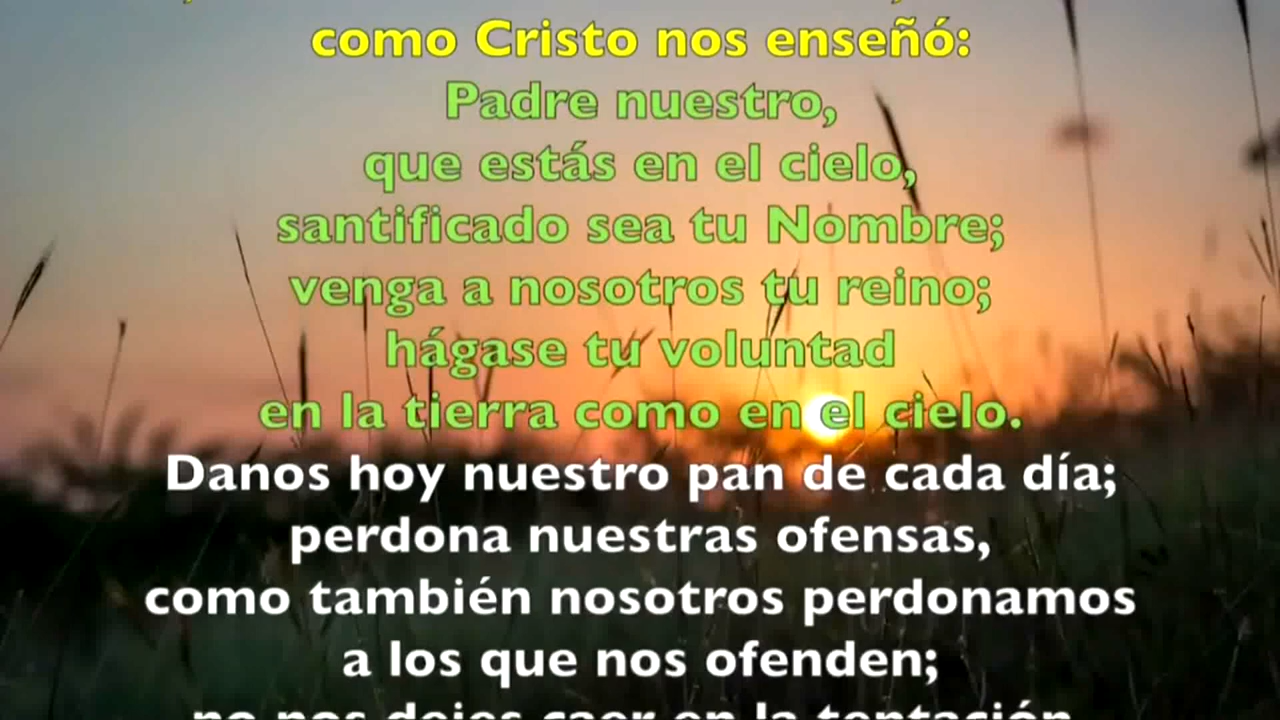 como Cristo nos enseñó:
Padre nuestro,
que estás en el cielo,
santificado sea tu Nombre;
venga a nosotros tu reino;
hágase tu voluntad
en la tierra como en el cielo.
Danos hoy nuestro pan de cada día;
perdona nuestras ofensas,
como también nosotros perdonamos
a los que nos ofenden;
no nos dejes caer en la tentación